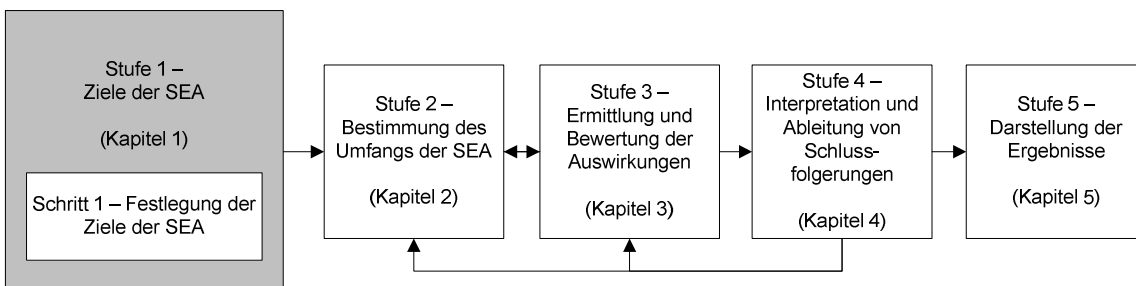 Stufe 1 –
Ziele der SEA
(Kapitel 1)
Schritt 1 – Festlegung der
Ziele der SEA
Stufe 2 –
Bestimmung des
Umfangs der SEA
(Kapitel 2)
Stufe 3 –
Ermittlung und
Bewertung der
Auswirkungen
(Kapitel 3)
Stufe 4 –
Interpretation und
Ableitung von
Schluss-
folgerungen
(Kapitel 4)
Stufe 5 –
Darstellung der
Ergebnisse
(Kapitel 5)